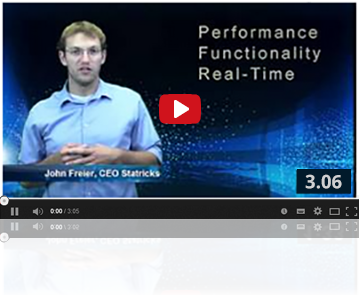 Performance
Functionality
Real-Time
John Freier, CEO Statricks
3.06
0:00 / 3:05